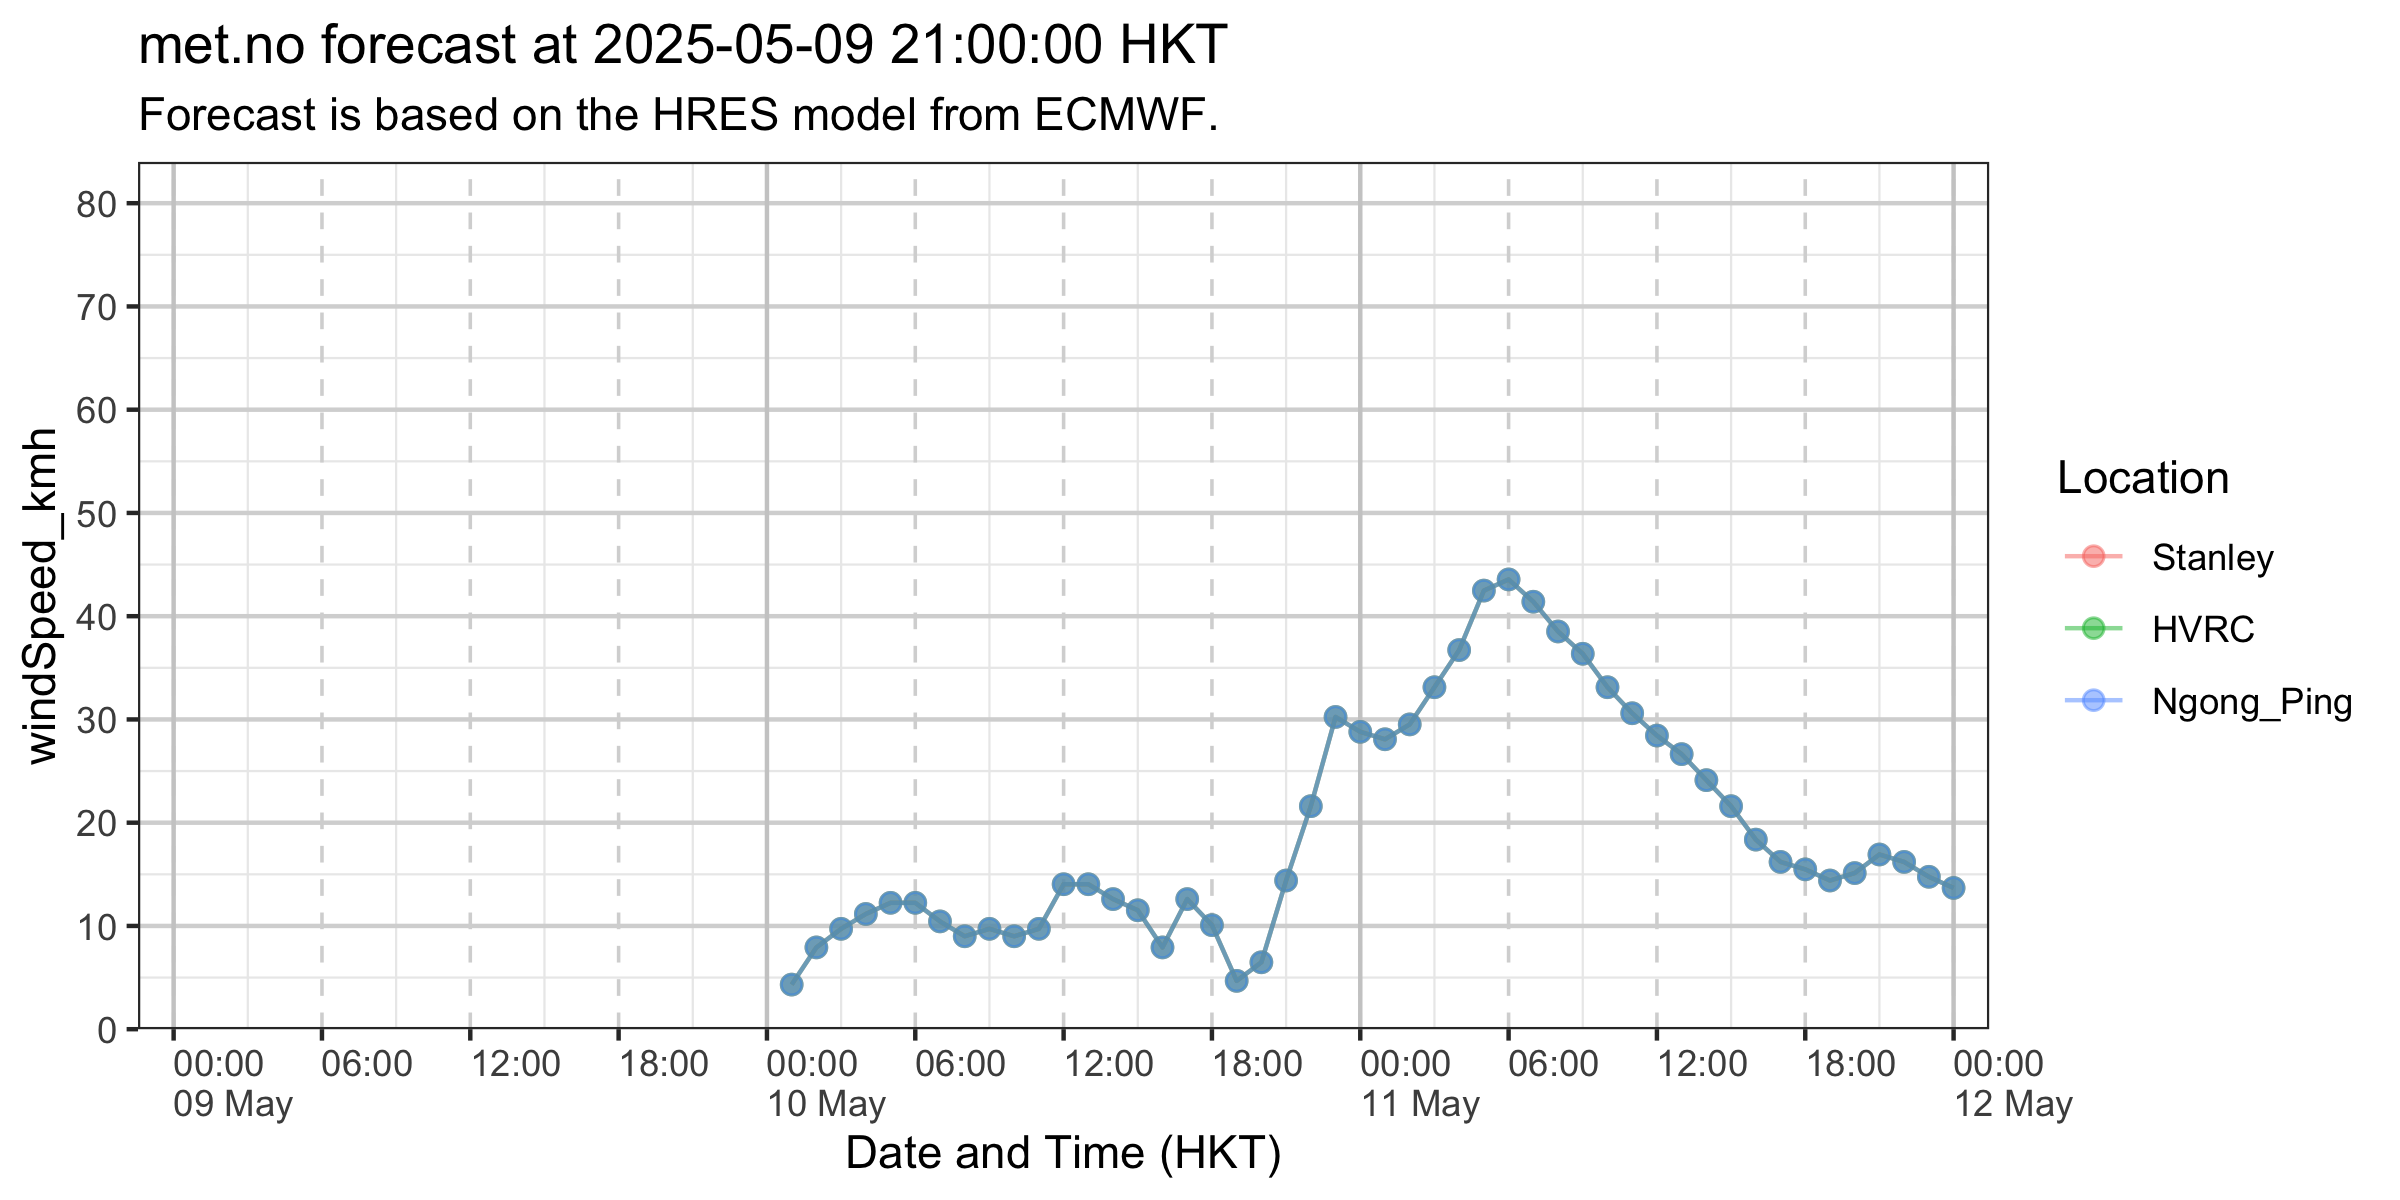 met.no forecast at 2025-05-09 21:00:00 HKT
Forecast is based on the HRES model from ECMWF.
windSpeed_kmh
80
70
60
50
40
30
20
10
0
00:00 06:00 12:00 18:00 00:00 06:00 12:00 18:00 00:00 06:00 12:00 18:00 00:00
09 May 10 May 11 May 12 May
Date and Time (HKT)
Location
Stanley
HVRC
Ngong_Ping